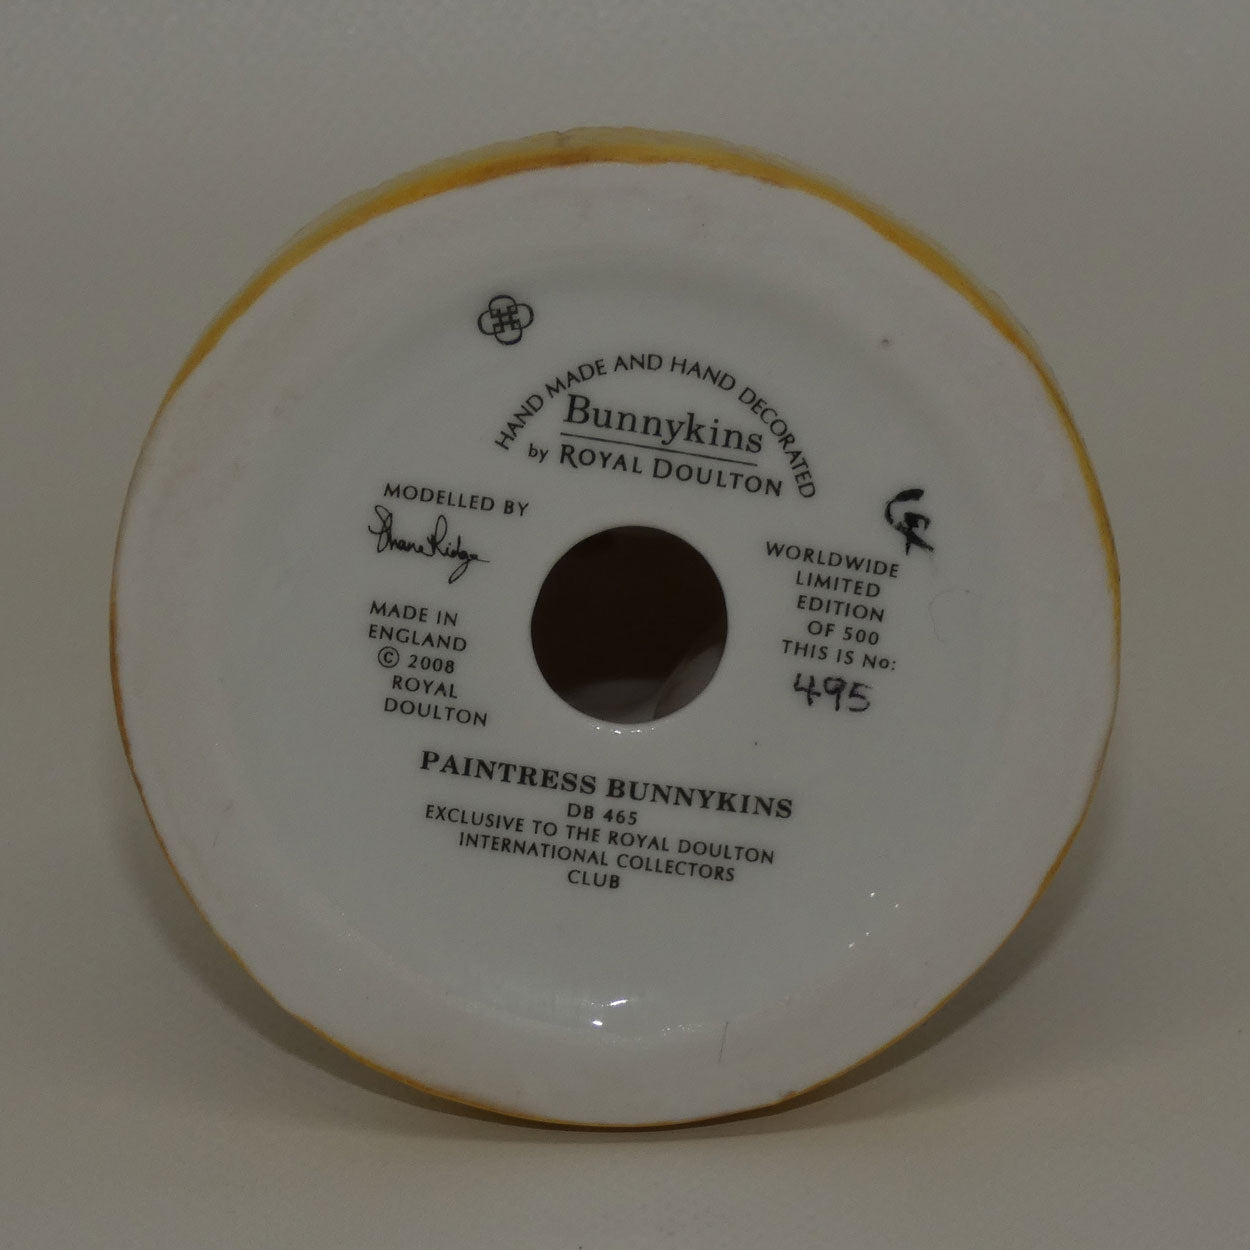 HAND MADE AND HAND DECORATED
Bunnykins
by ROYAL DOULTON
MODELLED BY
Shane Ridge
MADE IN
ENGLAND
© 2008
ROYAL
DOULTON
WORLDWIDE
LIMITED
EDITION
OF 500
THIS IS No:
495
PAINTRESS BUNNYKINS
DB 465
EXCLUSIVE TO THE ROYAL DOULTON
INTERNATIONAL COLLECTORS
CLUB